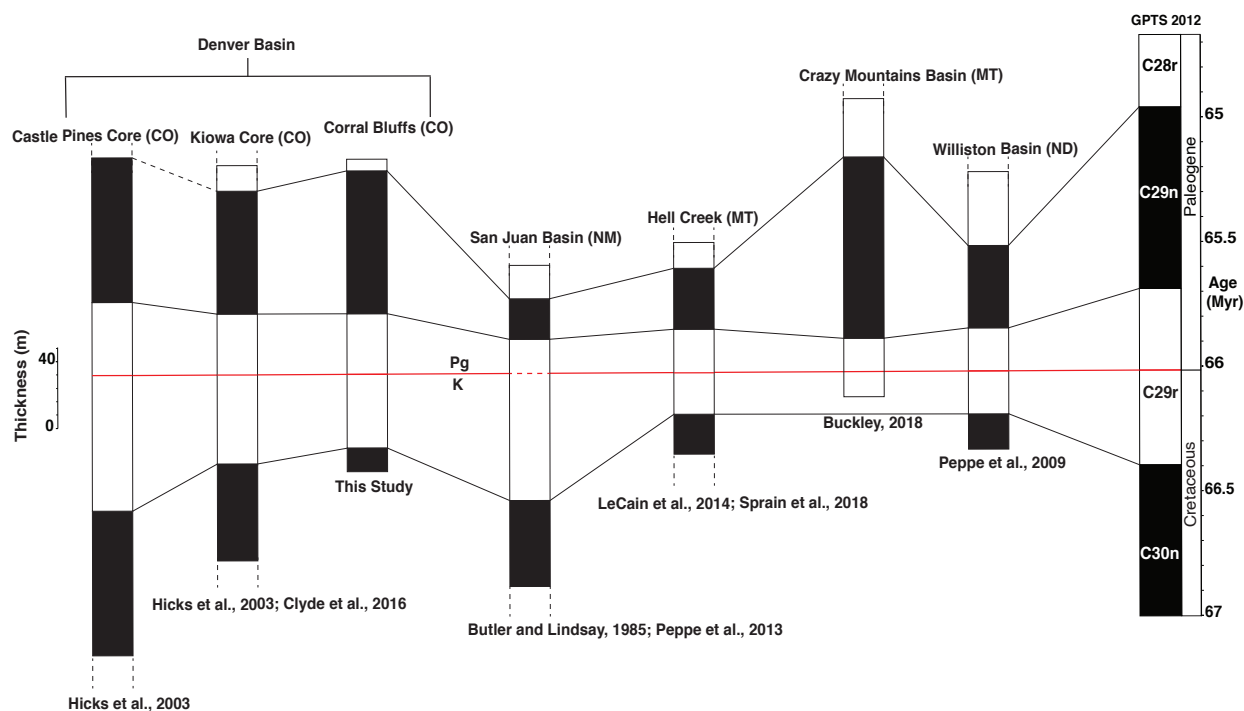 GPTS 2012
Denver Basin
C28r
Crazy Mountains Basin (MT)
65
Castle Pines Core (CO)
Kiowa Core (CO)
Corral Bluffs (CO)
Williston Basin (ND)
C29n
Paleogene
Hell Creek (MT)
San Juan Basin (NM)
65.5
Age
(Myr)
Thickness (m)
40
0
Pg
K
66
C29r
Buckley, 2018
Peppe et al., 2009
This Study
LeCain et al., 2014; Sprain et al., 2018
66.5
Cretaceous
C30n
Hicks et al., 2003; Clyde et al., 2016
Butler and Lindsay, 1985; Peppe et al., 2013
67
Hicks et al., 2003